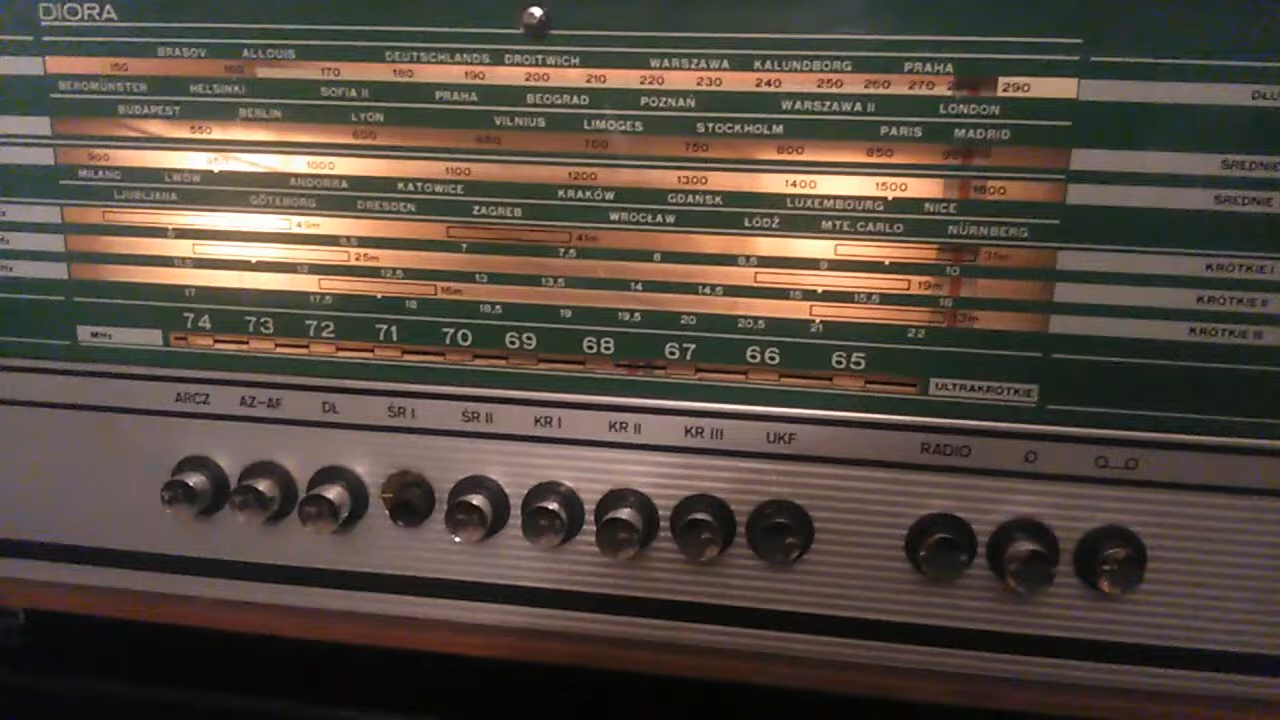 DIORA
BRASOV ALLOUIS DEUTSCHLANDS. DROITWICH WARSZAWA KALUNDBORG PRAHA
150 160 170 180 190 200 210 220 230 240 250 260 270 290
BEROMÜNSTER HELSINKI SOFIA II PRAHA BEOGRAD POZNAŃ WARSZAWA II LONDON
BUDAPEST BERLIN LYON VILNIUS LIMOGES STOCKHOLM PARIS MADRID
550 600 650 700 750 800 850
ŚREDNIE
900 1000 1100 1200 1300 1400 1500 1600
ŚREDNIE
MILANO LWÓW ANDORRA KATOWICE KRAKÓW GDAŃSK LUXEMBOURG NICE
LJUBLJANA GÖTEBORG DRESDEN ZAGREB WROCŁAW ŁÓDŹ MTE.CARLO NÜRNBERG
49m 41m 31m
6 6,5 7 7,5 8 8,5 9 10
KRÓTKIE I
25m 19m
11,5 12 12,5 13 13,5 14 14,5 15 15,5 16
KRÓTKIE II
16m 13m
17 17,5 18 18,5 19 19,5 20 20,5 21 22
KRÓTKIE III
MHz 74 73 72 71 70 69 68 67 66 65
ULTRAKRÓTKIE
ARCZ AZ-AF DŁ ŚR I ŚR II KR I KR II KR III UKF RADIO